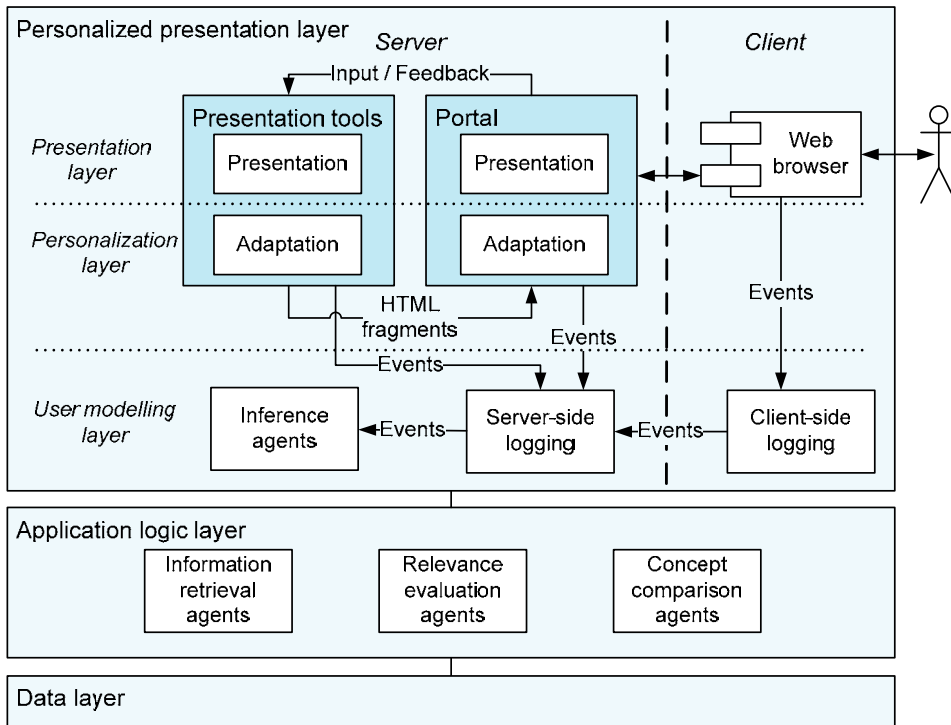 Personalized presentation layer
Server
Client
Input / Feedback
Presentation tools
Portal
Presentation
layer
Presentation
Presentation
Web
browser
Personalization
layer
Adaptation
Adaptation
HTML
fragments
Events
Events
Events
User modelling
layer
Inference
agents
Events
Server-side
logging
Events
Client-side
logging
Application logic layer
Information
retrieval
agents
Relevance
evaluation
agents
Concept
comparison
agents
Data layer